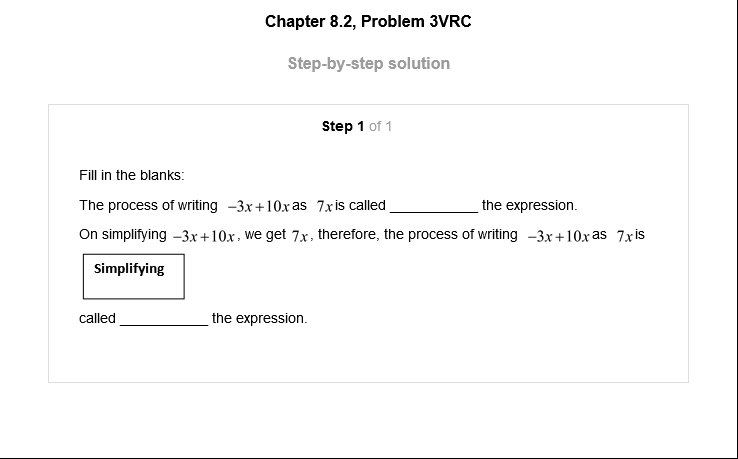 Chapter 8.2, Problem 3VRC
Step-by-step solution
Step 1 of 1
Fill in the blanks:
The process of writing −3x+10x as 7x is called ___________ the expression.
On simplifying −3x+10x, we get 7x, therefore, the process of writing −3x+10x as 7x is
Simplifying
called ___________ the expression.